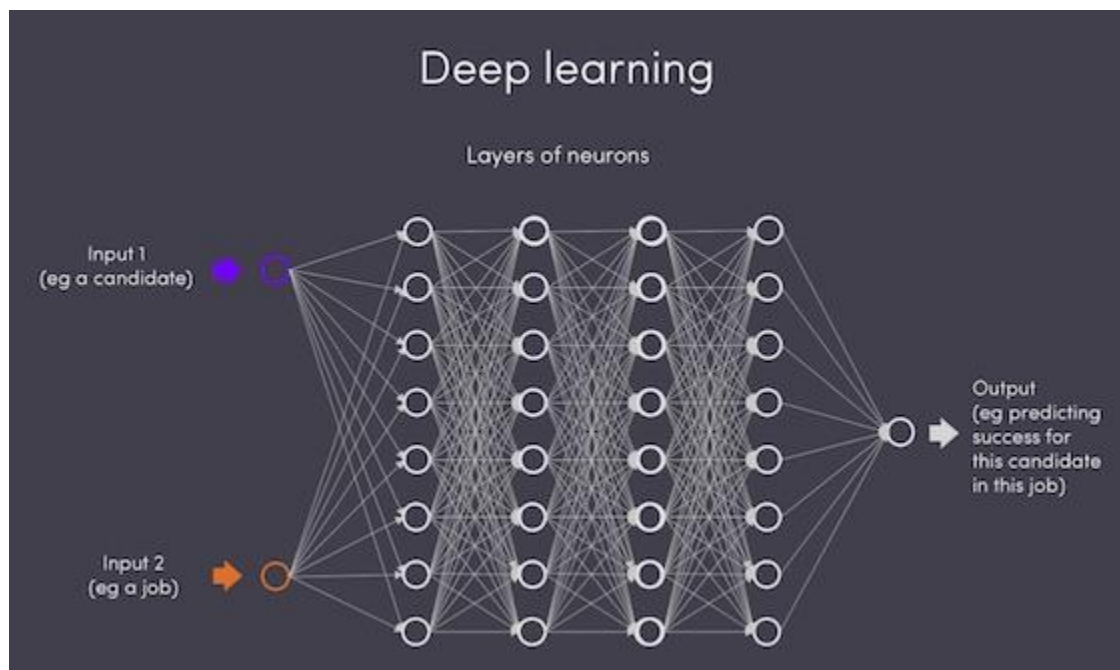 Deep learning
Layers of neurons
Input 1
(eg a candidate)
Input 2
(eg a job)
Output
(eg predicting
success for
this candidate
in this job)